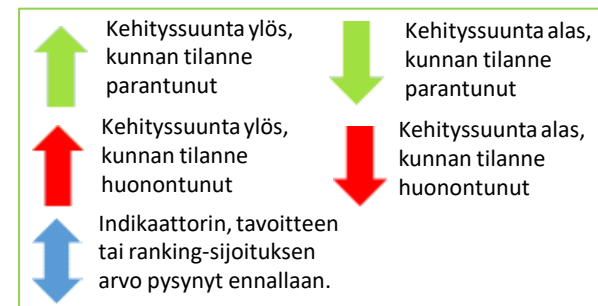 Kehityssuunta ylös,
kunnan tilanne
parantunut
Kehityssuunta alas,
kunnan tilanne
parantunut
Kehityssuunta ylös,
kunnan tilanne
huonontunut
Kehityssuunta alas,
kunnan tilanne
huonontunut
Indikaattorin, tavoitteen
tai ranking-sijoituksen
arvo pysynyt ennallaan.